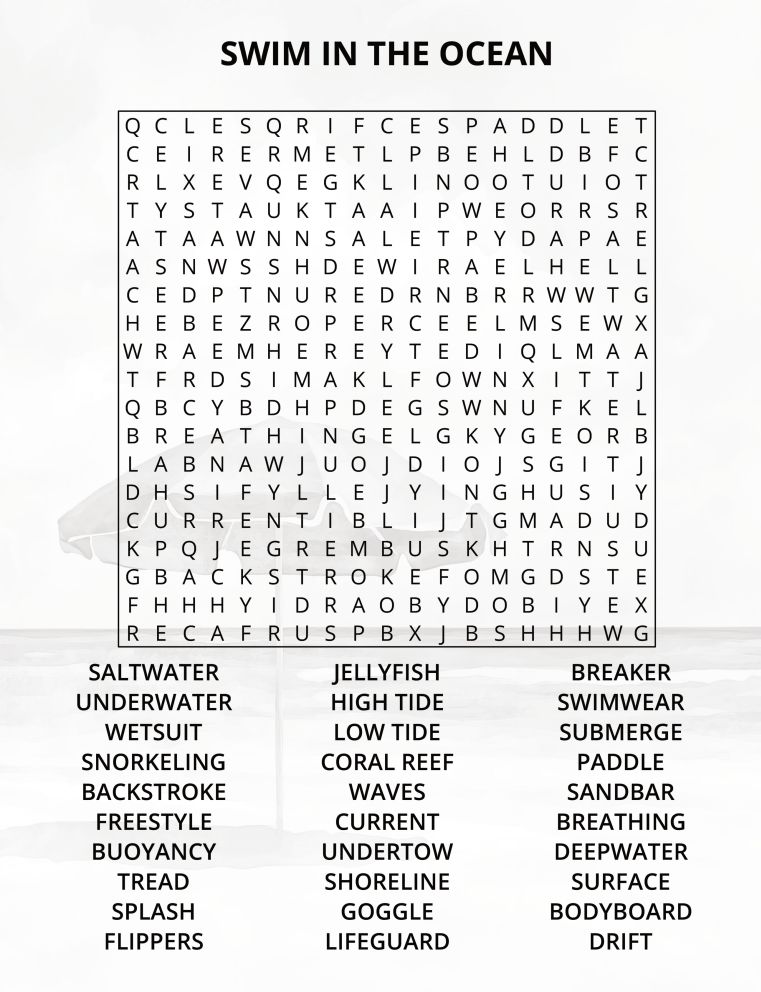 SWIM IN THE OCEAN
Q C L E S Q R I F C E S P A D D L E T
C E I R E R M E T L P B E H L D B F C
R L X E V Q E G K L I N O O T U I O T
T Y S T A U K T A A I P W E O R R S R
A T A A W N N S A L E T P Y D A P A E
A S N W S S H D E W I R A E L H E L L
C E D P T N U R E D R N B R R W W T G
H E B E Z R O P E R C E E L M S E W X
W R A E M H E R E Y T E D I Q L M A A
T F R D S I M A K L F O W N X I T T J
Q B C Y B D H P D E G S W N U F K E L
B R E A T H I N G E L G K Y G E O R B
L A B N A W J U O J D I O J S G I T J
D H S I F Y L L E J Y I N G H U S I Y
C U R R E N T I B L I J T G M A D U D
K P Q J E G R E M B U S K H T R N S U
G B A C K S T R O K E F O M G D S T E
F H H H Y I D R A O B Y D O B I Y E X
R E C A F R U S P B X J B S H H H W G
SALTWATER JELLYFISH BREAKER
UNDERWATER HIGH TIDE SWIMWEAR
WETSUIT LOW TIDE SUBMERGE
SNORKELING CORAL REEF PADDLE
BACKSTROKE WAVES SANDBAR
FREESTYLE CURRENT BREATHING
BUOYANCY UNDERTOW DEEPWATER
TREAD SHORELINE SURFACE
SPLASH GOGGLE BODYBOARD
FLIPPERS LIFEGUARD DRIFT